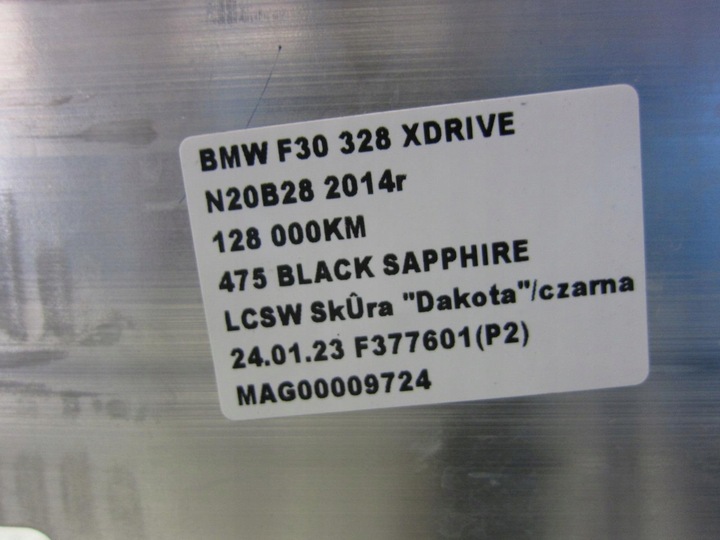 BMW F30 328 XDRIVE
N20B28 2014r
128 000KM
475 BLACK SAPPHIRE
LCSW SkÛra "Dakota"/czarna
24.01.23 F377601(P2)
MAG00009724